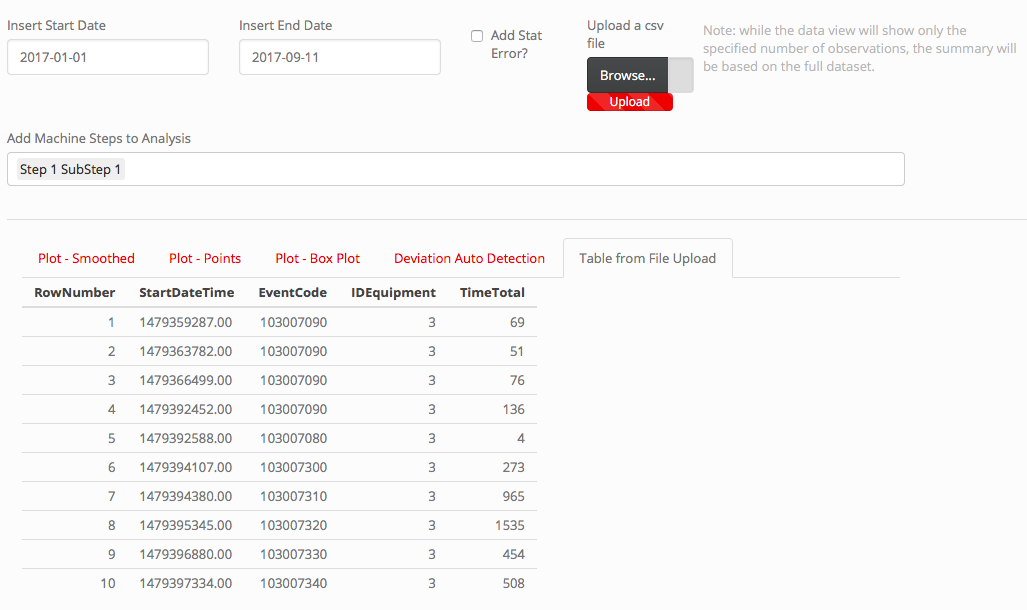 Insert Start Date
2017-01-01
Insert End Date
2017-09-11
Add Stat
Error?
Upload a csv
file
Browse...
Upload
Note: while the data view will show only the
specified number of observations, the summary will
be based on the full dataset.
Add Machine Steps to Analysis
Step 1 SubStep 1
Plot - Smoothed Plot - Points Plot - Box Plot Deviation Auto Detection Table from File Upload
RowNumber StartDateTime EventCode IDEquipment TimeTotal
1 1479359287.00 103007090 3 69
2 1479363782.00 103007090 3 51
3 1479366499.00 103007090 3 76
4 1479392452.00 103007090 3 136
5 1479392588.00 103007080 3 4
6 1479394107.00 103007300 3 273
7 1479394380.00 103007310 3 965
8 1479395345.00 103007320 3 1535
9 1479396880.00 103007330 3 454
10 1479397334.00 103007340 3 508